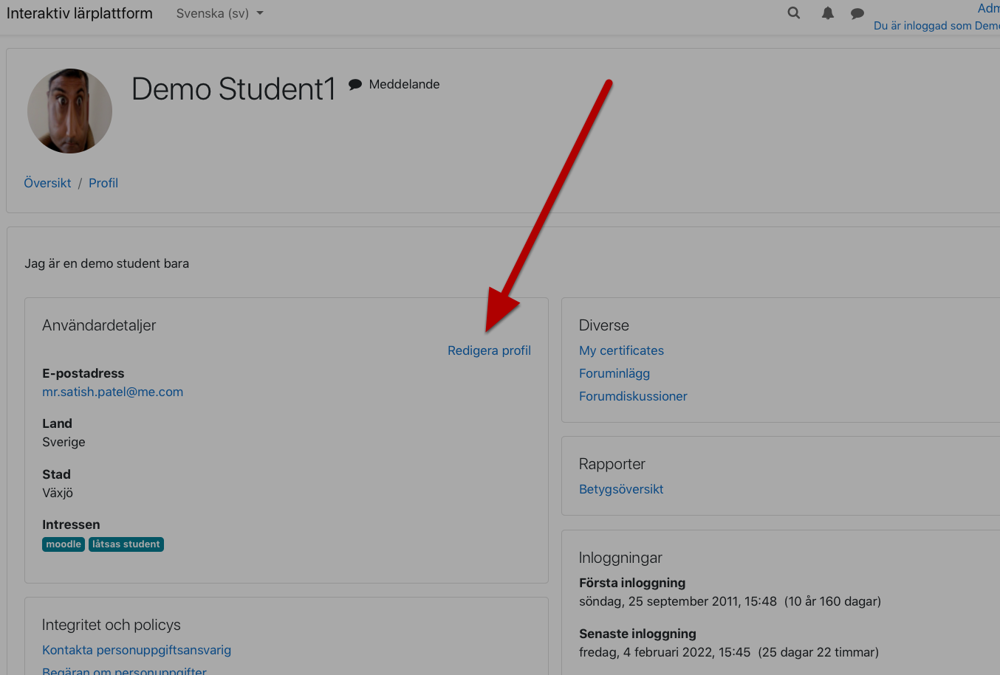 Interaktiv lärplattform
Svenska (sv)
Adm
Du är inloggad som Demo
Demo Student1
Meddelande
Översikt / Profil
Jag är en demo student bara
Användardetaljer
Redigera profil
E-postadress
mr.satish.patel@me.com
Land
Sverige
Stad
Växjö
Intressen
moodle låtsas student
Integritet och policys
Kontakta personuppgiftsansvarig
Begäran om personuppgifter
Diverse
My certificates
Foruminlägg
Forumdiskussioner
Rapporter
Betygsöversikt
Inloggningar
Första inloggning
söndag, 25 september 2011, 15:48 (10 år 160 dagar)
Senaste inloggning
fredag, 4 februari 2022, 15:45 (25 dagar 22 timmar)